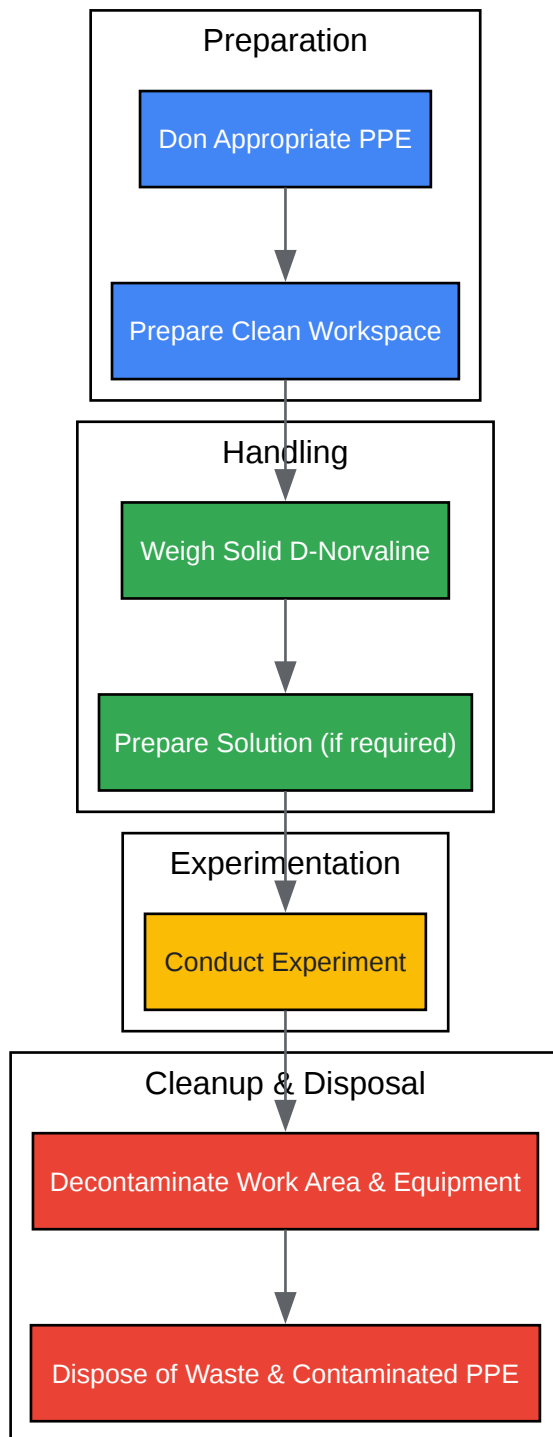 Preparation
Don Appropriate PPE
Prepare Clean Workspace
Handling
Weigh Solid D-Norvaline
Prepare Solution (if required)
Experimentation
Conduct Experiment
Cleanup & Disposal
Decontaminate Work Area & Equipment
Dispose of Waste & Contaminated PPE